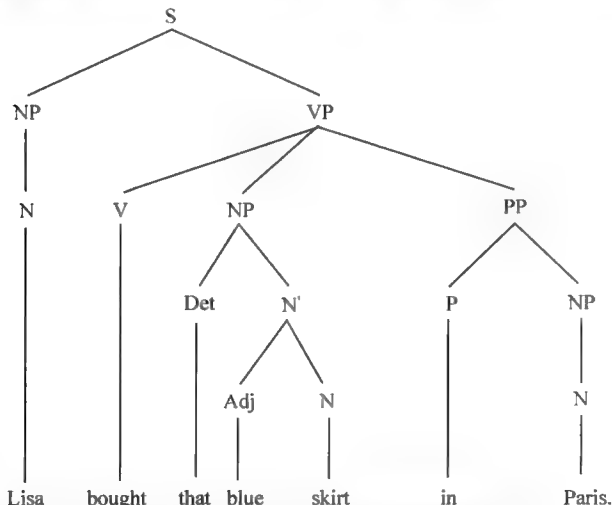 S
NP VP
N V NP PP
Det N' P NP
Adj N N
Lisa bought that blue skirt in Paris.